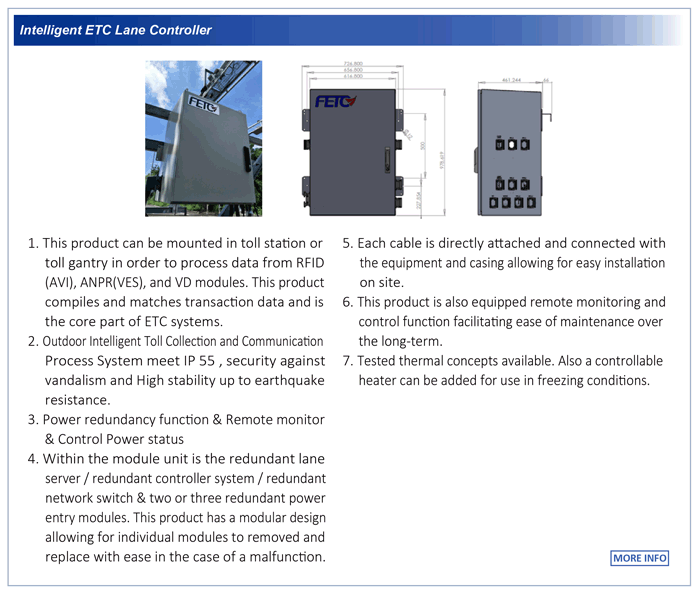 Intelligent ETC Lane Controller
FETC
726.800
656.800
616.800
FETC
500
461.244
66
1. This product can be mounted in toll station or
toll gantry in order to process data from RFID
(AVI), ANPR(VES), and VD modules. This product
compiles and matches transaction data and is
the core part of ETC systems.
2. Outdoor Intelligent Toll Collection and Communication
Process System meet IP 55 , security against
vandalism and High stability up to earthquake
resistance.
3. Power redundancy function & Remote monitor
& Control Power status
4. Within the module unit is the redundant lane
server / redundant controller system / redundant
network switch & two or three redundant power
entry modules. This product has a modular design
allowing for individual modules to removed and
replace with ease in the case of a malfunction.
5. Each cable is directly attached and connected with
the equipment and casing allowing for easy installation
on site.
6. This product is also equipped remote monitoring and
control function facilitating ease of maintenance over
the long-term.
7. Tested thermal concepts available. Also a controllable
heater can be added for use in freezing conditions.
MORE INFO